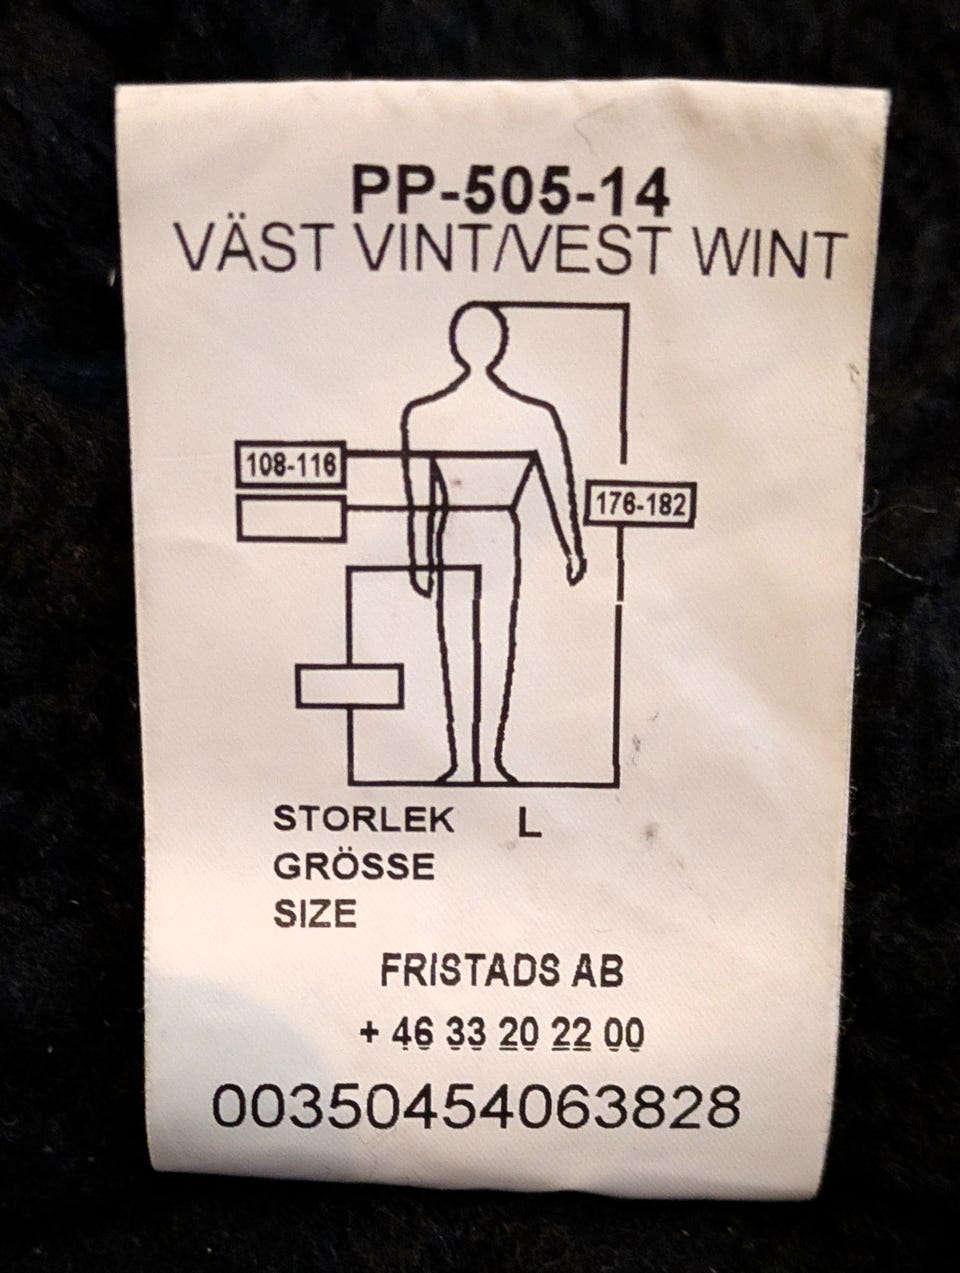 PP-505-14
VÄST VINT/VEST WINT
108-116
176-182
STORLEK L
GRÖSSE
SIZE
FRISTADS AB
+ 46 33 20 22 00
00350454063828